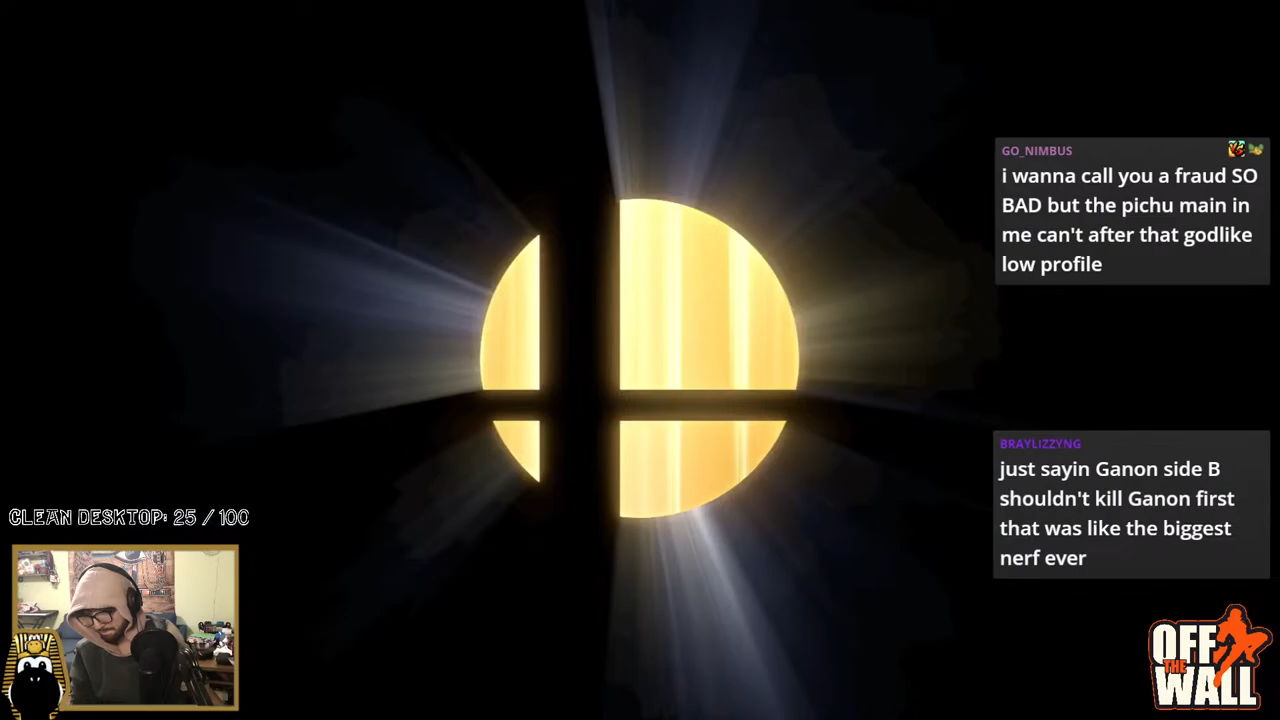 GO_NIMBUS
i wanna call you a fraud SO
BAD but the pichu main in
me can't after that godlike
low profile
BRAYLIZZYNG
just sayin Ganon side B
shouldn't kill Ganon first
that was like the biggest
nerf ever
CLEAN DESKTOP: 25 / 100
OFF
THE
WALL